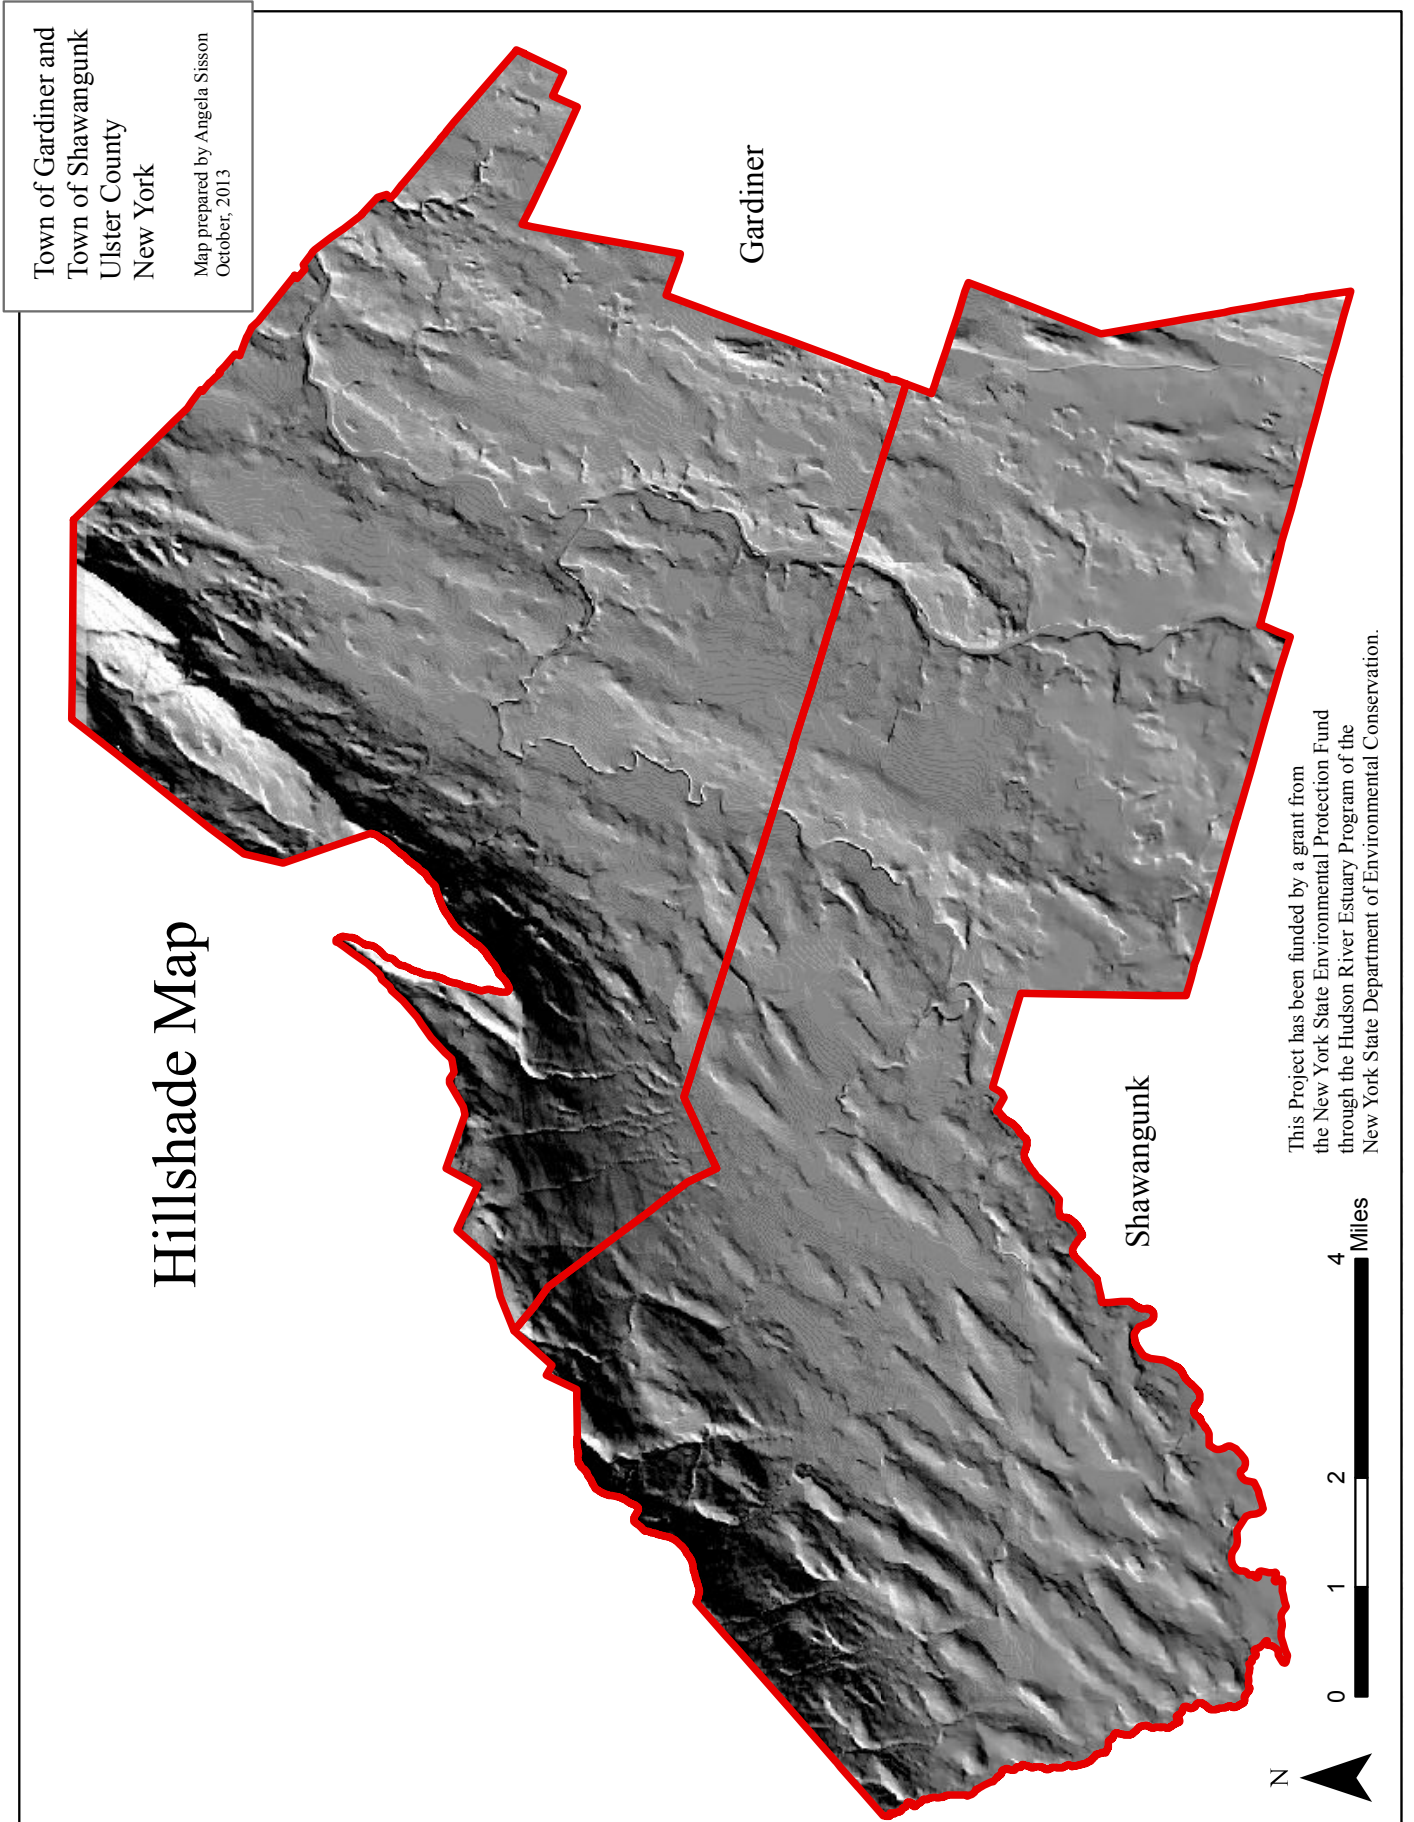 Town of Gardiner and
Town of Shawangunk
Ulster County
New York
Map prepared by Angela Sisson
October, 2013
Hillshade Map
Gardiner
Shawangunk
This Project has been funded by a grant from
the New York State Environmental Protection Fund
through the Hudson River Estuary Program of the
New York State Department of Environmental Conservation.
N
0 1 2 4
Miles